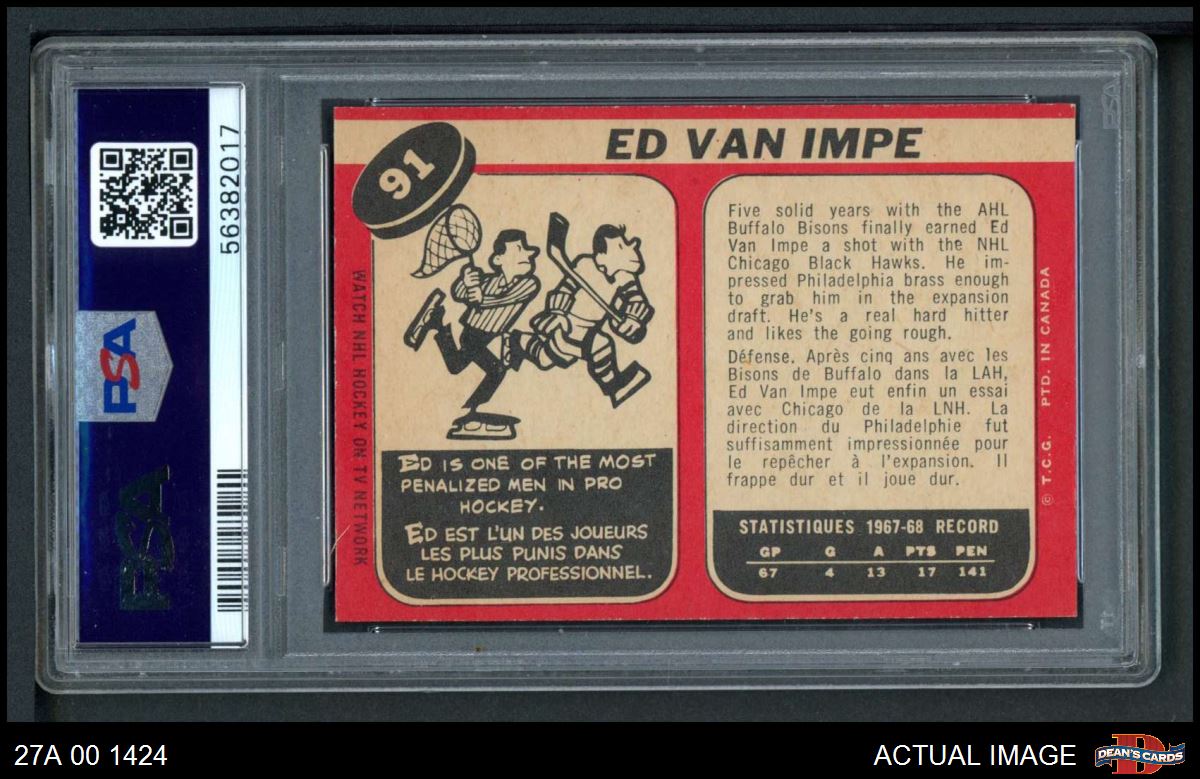 56382017
PSA
PSA
91
ED VAN IMPE
WATCH NHL HOCKEY ON TV NETWORK
ED IS ONE OF THE MOST
PENALIZED MEN IN PRO
HOCKEY.
ED EST L'UN DES JOUEURS
LES PLUS PUNIS DANS
LE HOCKEY PROFESSIONNEL.
Five solid years with the AHL
Buffalo Bisons finally earned Ed
Van Impe a shot with the NHL
Chicago Black Hawks. He im-
pressed Philadelphia brass enough
to grab him in the expansion
draft. He's a real hard hitter
and likes the going rough.
Défense. Après cinq ans avec les
Bisons de Buffalo dans la LAH,
Ed Van Impe eut enfin un essai
avec Chicago de la LNH. La
direction du Philadelphie fut
suffisamment impressionnée pour
le repêcher à l'expansion. Il
frappe dur et il joue dur.
STATISTIQUES 1967-68 RECORD
GP G A PTS PEN
67 4 13 17 141
© T.C.G. PTD. IN CANADA
PSA
27A 00 1424
ACTUAL IMAGE
DEAN'S CARDS